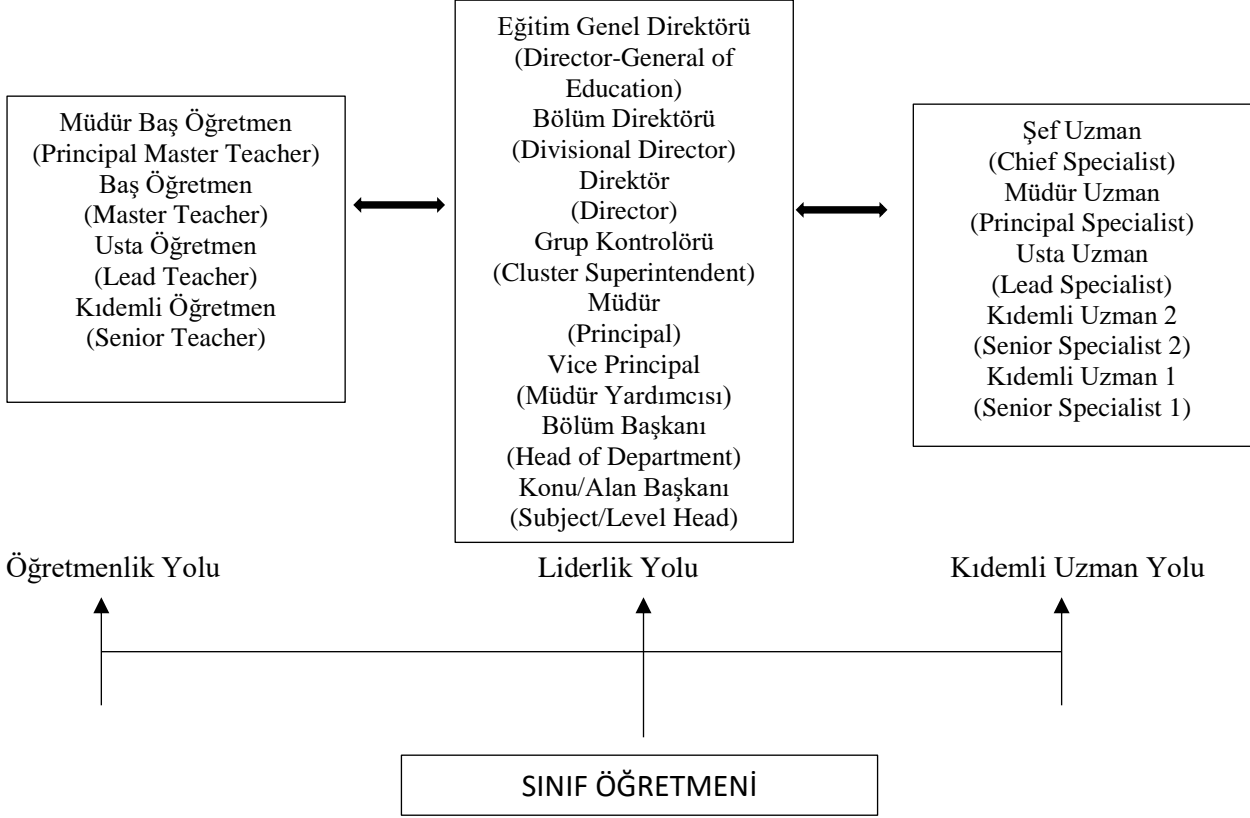 Müdür Baş Öğretmen
(Principal Master Teacher)
Baş Öğretmen
(Master Teacher)
Usta Öğretmen
(Lead Teacher)
Kıdemli Öğretmen
(Senior Teacher)
Eğitim Genel Direktörü
(Director-General of
Education)
Bölüm Direktörü
(Divisional Director)
Direktör
(Director)
Grup Kontrolörü
(Cluster Superintendent)
Müdür
(Principal)
Vice Principal
(Müdür Yardımcısı)
Bölüm Başkanı
(Head of Department)
Konu/Alan Başkanı
(Subject/Level Head)
Şef Uzman
(Chief Specialist)
Müdür Uzman
(Principal Specialist)
Usta Uzman
(Lead Specialist)
Kıdemli Uzman 2
(Senior Specialist 2)
Kıdemli Uzman 1
(Senior Specialist 1)
Öğretmenlik Yolu
Liderlik Yolu
Kıdemli Uzman Yolu
SINIF ÖĞRETMENİ